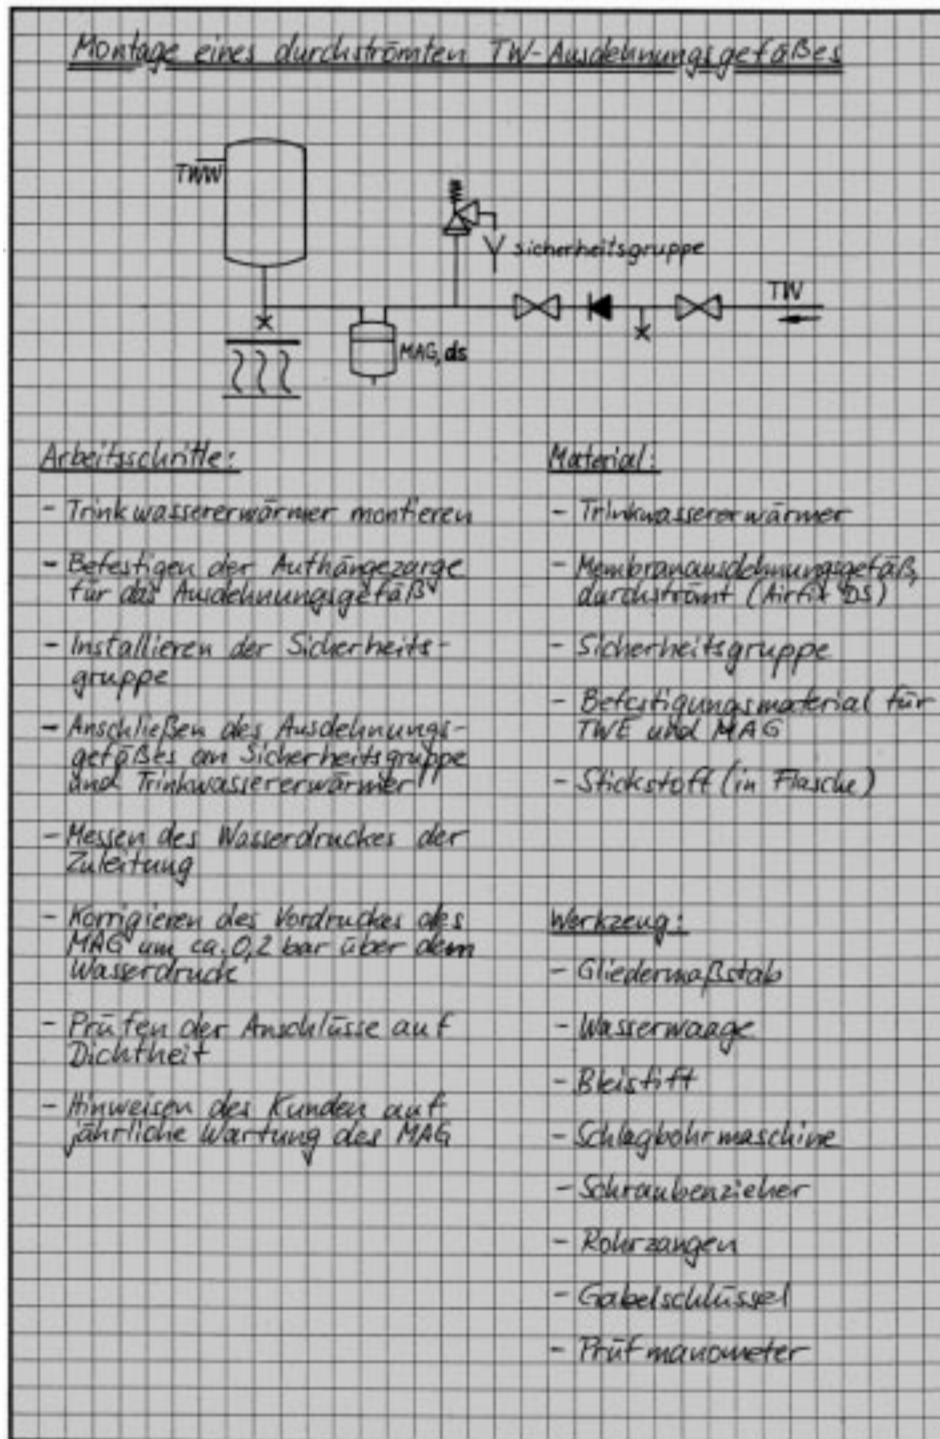 Montage eines durchströmten TW-Ausdehnungsgefäßes
TWW
Sicherheitsgruppe
TW
MAG, ds
Arbeitsschritte:
- Trinkwassererwärmer montieren
- Befestigen der Aufhängezarge
für das Ausdehnungsgefäß
- Installieren der Sicherheits-
gruppe
- Anschließen des Ausdehnungs-
gefäßes an Sicherheitsgruppe
und Trinkwassererwärmer
- Messen des Wasserdruckes der
Zuleitung
- Korrigieren des Vordruckes des
MAG um ca. 0,2 bar über dem
Wasserdruck
- Prüfen der Anschlüsse auf
Dichtheit
- Hinweisen des Kunden auf
jährliche Wartung des MAG
Material:
- Trinkwassererwärmer
- Membranausdehnungsgefäß,
durchströmt (Airfix DS)
- Sicherheitsgruppe
- Befestigungsmaterial für
TWE und MAG
- Stickstoff (in Flasche)
Werkzeug:
- Gliedermaßstab
- Wasserwaage
- Bleistift
- Schlagbohrmaschine
- Schraubenzieher
- Rohrzangen
- Gabelschlüssel
- Prüfmanometer